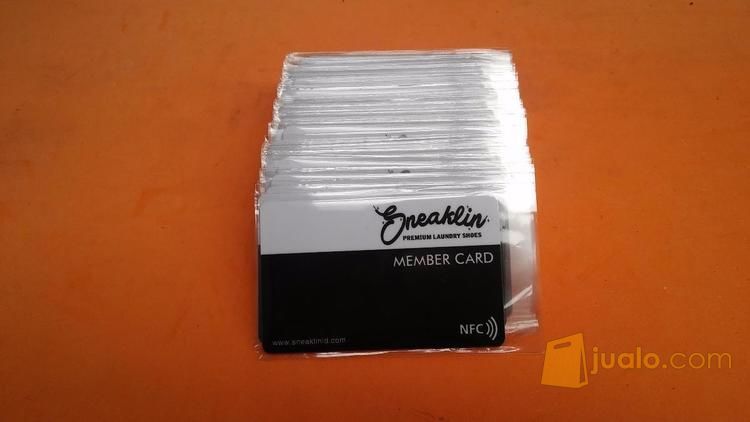 Sneaklin
PREMIUM LAUNDRY SHOES
MEMBER CARD
NFC
www.sneaklinid.com
jualo.com